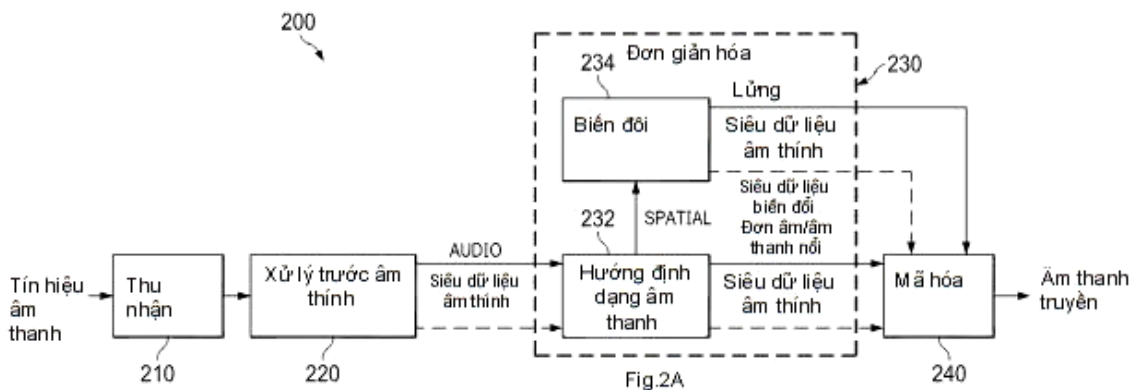 200
Đơn giản hóa
230
234
Lửng
Biến đôi
Siêu dữ liệu
âm thính
232
SPATIAL
Siêu dữ liệu
biến đổi
Đơn âm/âm
thanh nổi
Tín hiệu
âm
thanh
Thu
nhận
Xử lý trước âm
thính
AUDIO
Siêu dữ liệu
âm thính
Hướng định
dạng âm
thanh
Siêu dữ liệu
âm thính
Mã hóa
Âm thanh
truyền
210
220
240
Fig.2A